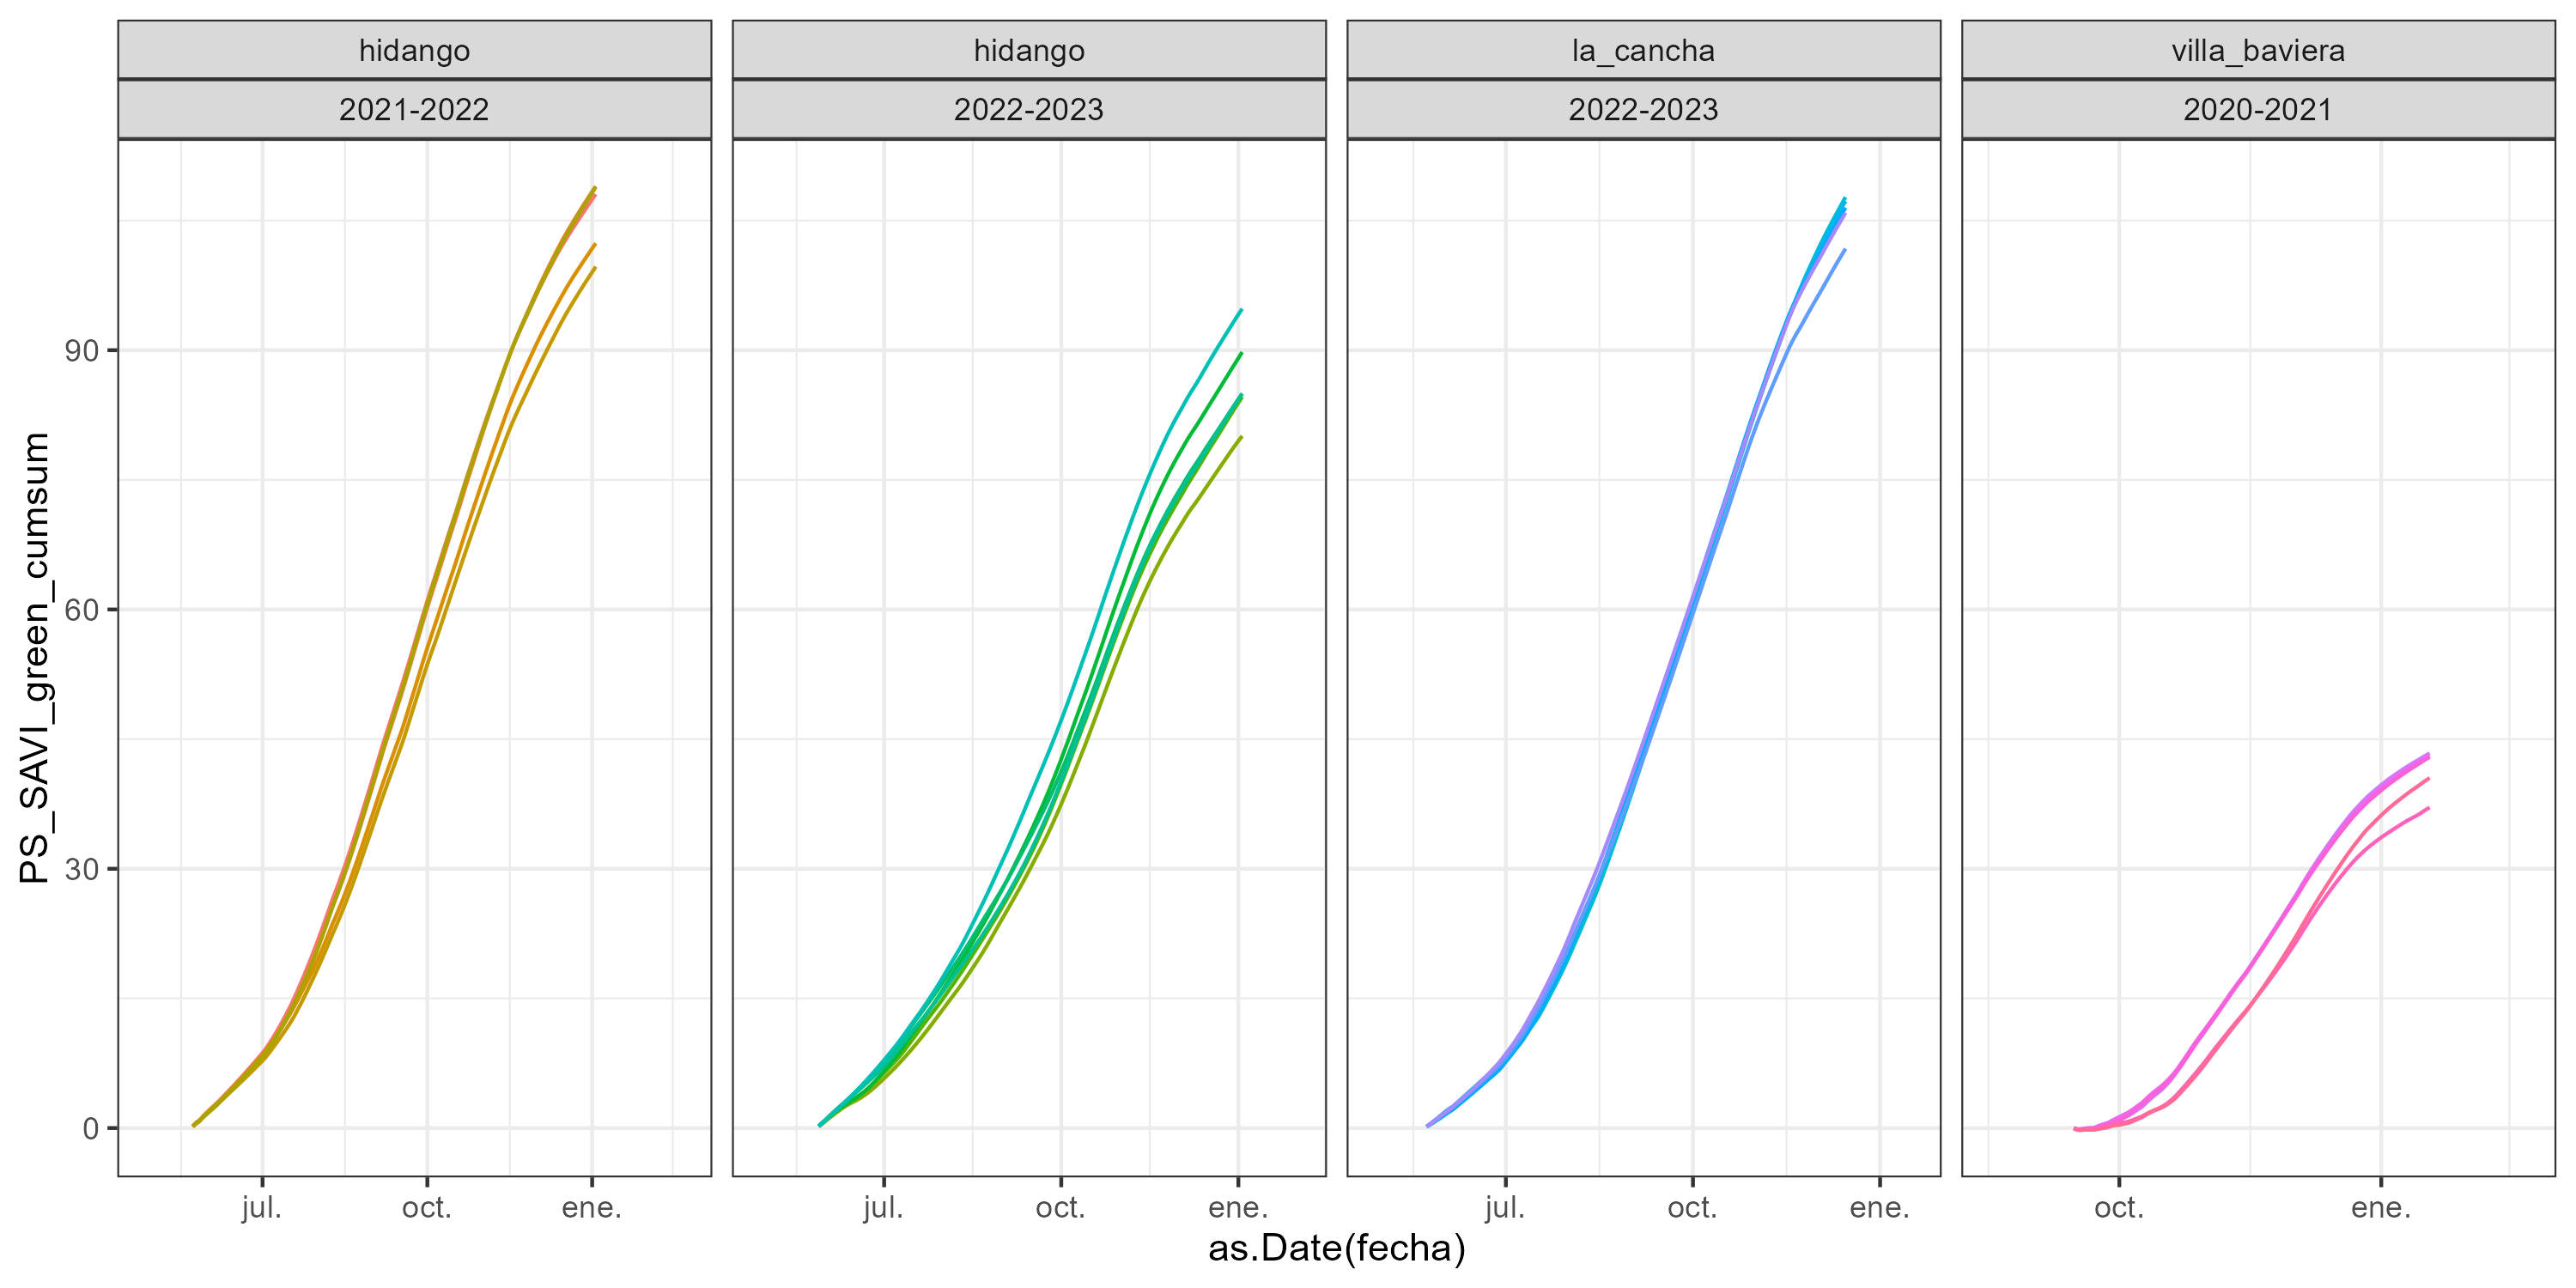 hidango
hidango
la_cancha
villa_baviera
2021-2022
2022-2023
2022-2023
2020-2021
PS_SAVI_green_cumsum
90
60
30
0
jul.
oct.
ene.
jul.
oct.
ene.
jul.
oct.
ene.
oct.
ene.
as.Date(fecha)